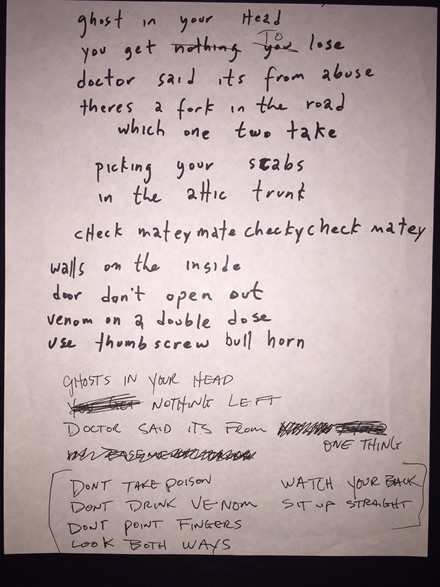 ghost in your Head
you get nothing you TO lose
doctor said its from abuse
theres a fork in the road
which one two take
picking your scabs
in the attic trunk
cHeck matey mate checky check matey
walls on the inside
door don't open out
venom on a double dose
use thumbscrew bull horn
GHOSTS IN YOUR HEAD
YOU GET NOTHING LEFT
DOCTOR SAID ITS FROM
ONE THING
DONT TAKE POISON
DONT DRINK VENOM
DONT POINT FINGERS
LOOK BOTH WAYS
WATCH YOUR BACK
SIT UP STRAIGHT